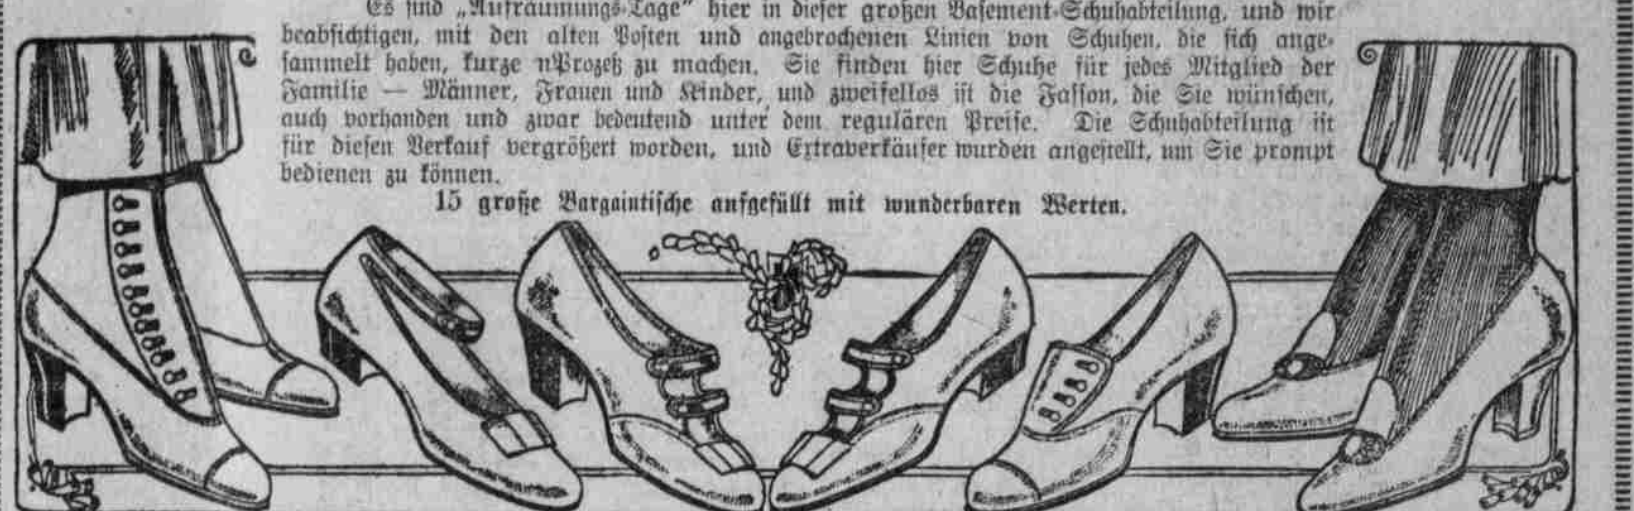 Es sind „Aufräumungs-Tage“ hier in dieser großen Basement-Schuhabteilung, und wir
beabsichtigen, mit den alten Posten und angebrochenen Linien von Schuhen, die sich ange-
sammelt haben, kurze nProzeß zu machen. Sie finden hier Schuhe für jedes Mitglied der
Familie — Männer, Frauen und Kinder, und zweifellos ist die Fasson, die Sie wünschen,
auch vorhanden und zwar bedeutend unter dem regulären Preise. Die Schuhabteilung ist
für diesen Verkauf vergrößert worden, und Extraverkäufer wurden angestellt, um Sie prompt
bedienen zu können.
15 große Bargaintische aufgefüllt mit wunderbaren Werten.